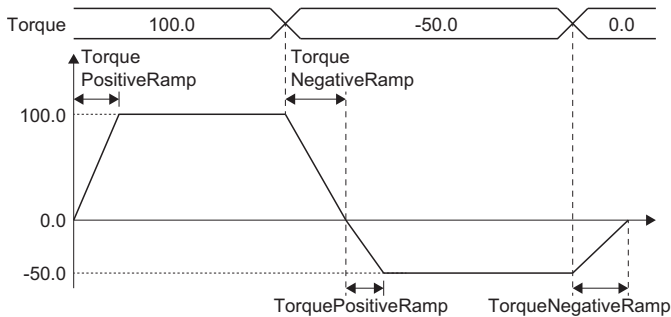 Torque 100.0 -50.0 0.0
Torque PositiveRamp
Torque NegativeRamp
100.0
0.0
-50.0
TorquePositiveRamp TorqueNegativeRamp